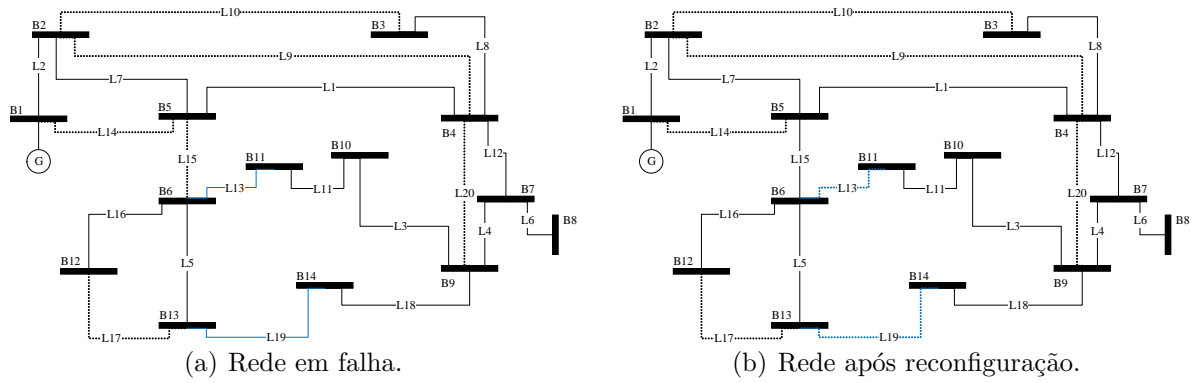 L10
B2
B3
L9
L8
L2
L7
L1
B1
B5
B4
L14
G
L12
B10
L15
B11
B6
L13
L11
L20
B7
L16
L6
B8
L3
L4
L5
B12
B14
B9
L18
B13
L17
L19
(a) Rede em falha.
L10
B2
B3
L9
L8
L2
L7
L1
B1
B5
B4
L14
G
L12
B10
L15
B11
B6
L13
L11
L20
B7
L16
L6
B8
L3
L4
L5
B12
B14
B9
L18
B13
L17
L19
(b) Rede após reconfiguração.